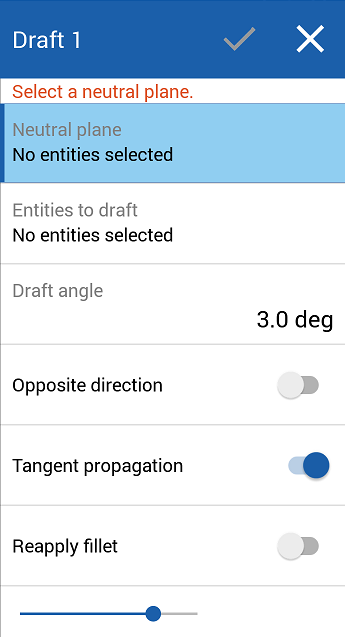 Draft 1
Select a neutral plane.
Neutral plane
No entities selected
Entities to draft
No entities selected
Draft angle
3.0 deg
Opposite direction
Tangent propagation
Reapply fillet